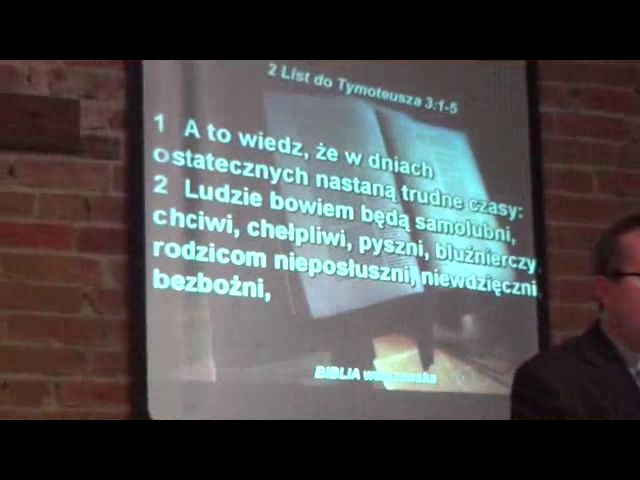 2 List do Tymoteusza 3:1-5
1 A to wiedz, że w dniach
ostatecznych nastaną trudne czasy:
2 Ludzie bowiem będą samolubni,
chciwi, chełpliwi, pyszni, bluźnierczy,
rodzicom nieposłuszni, niewdzięczni,
bezbożni,
BIBLIA warszawska